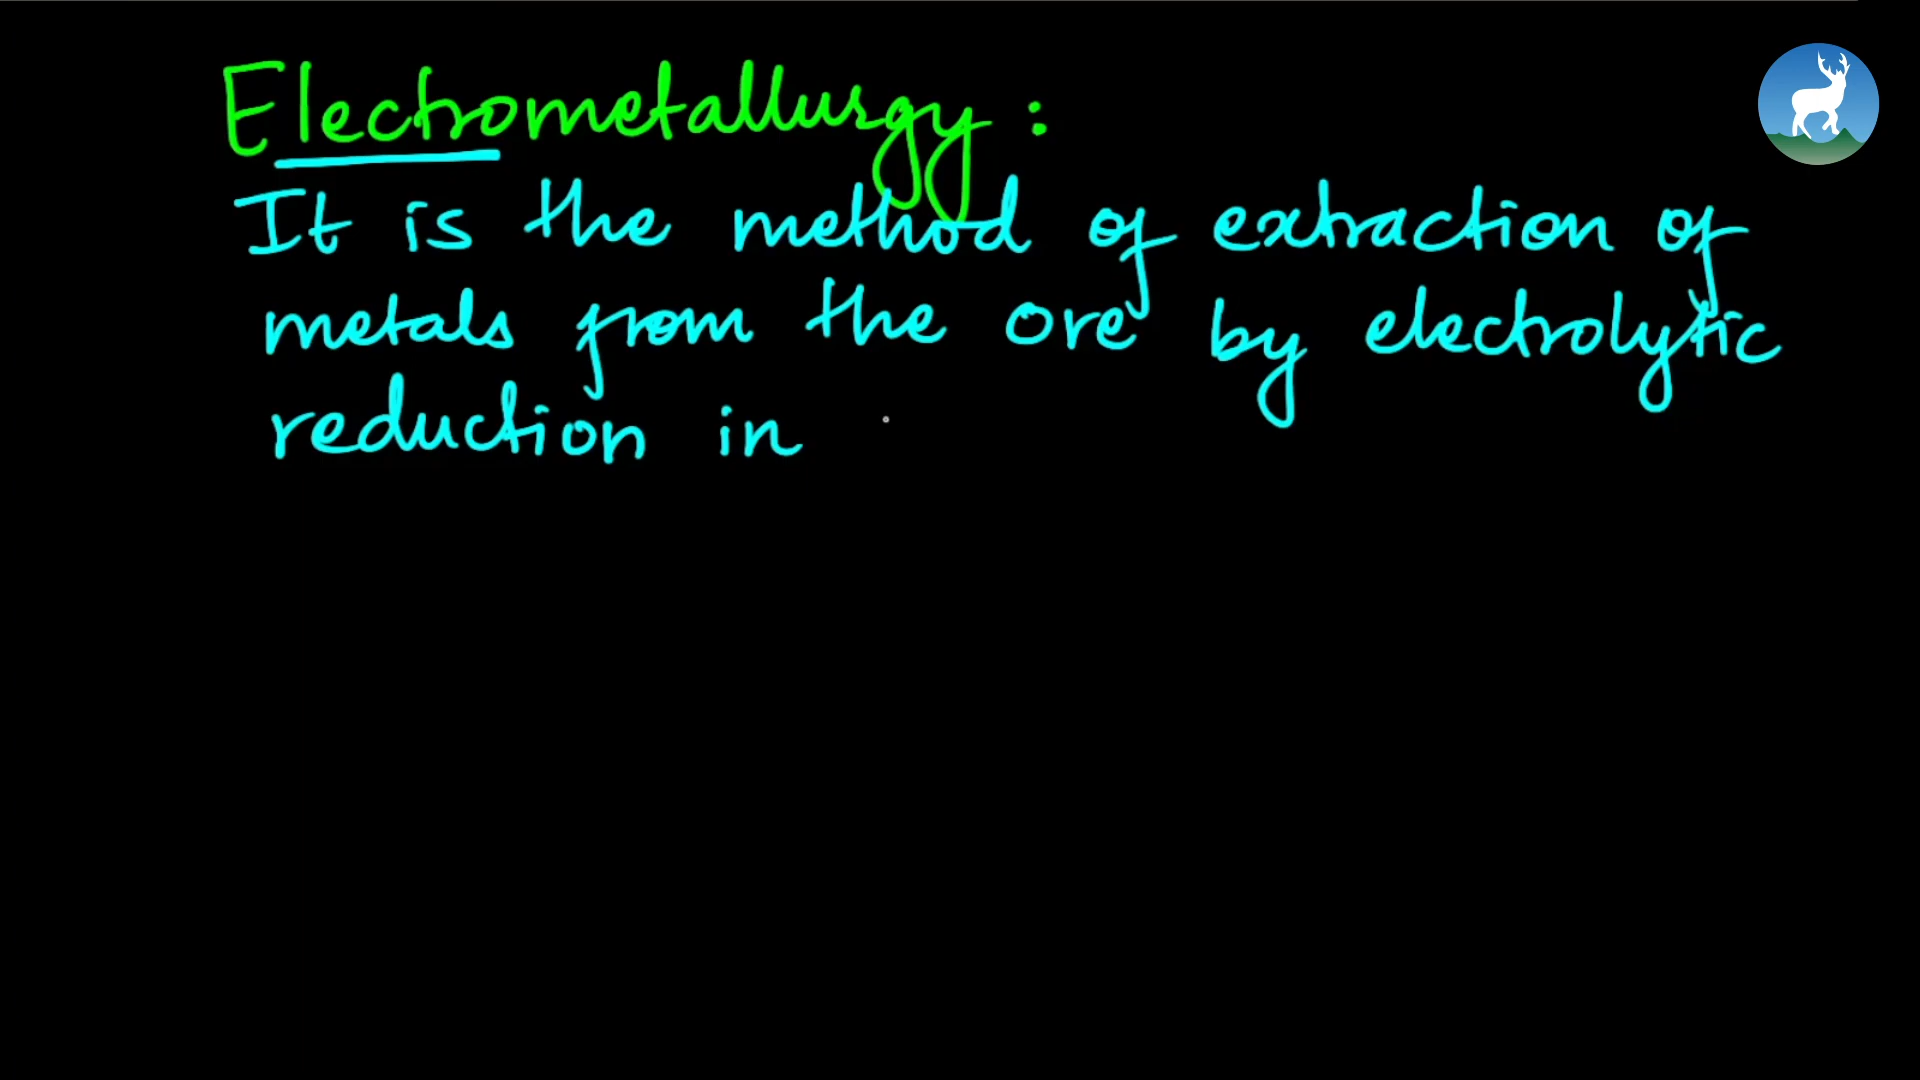 Electrometallurgy :
It is the method of extraction of
metals from the ore by electrolytic
reduction in